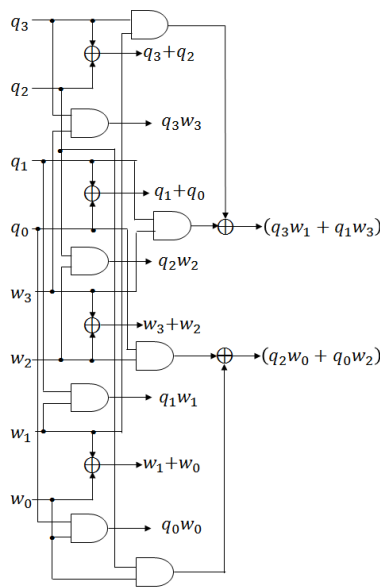 q₃
q₃+q₂
q₂
q₃w₃
q₁
q₁+q₀
q₀
(q₃w₁ + q₁w₃)
q₂w₂
w₃
w₃+w₂
w₂
(q₂w₀ + q₀w₂)
q₁w₁
w₁
w₁+w₀
w₀
q₀w₀